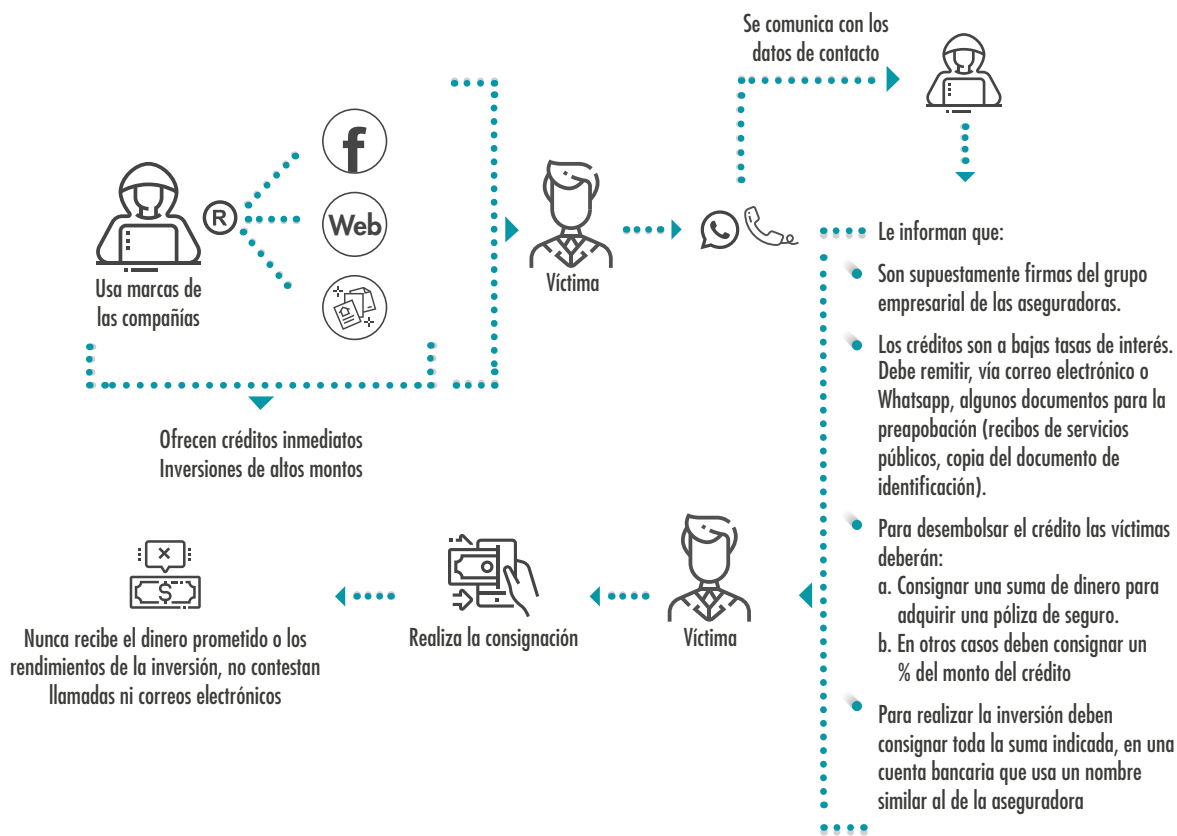 Usa marcas de
las compañías
®
f
Web
Ofrecen créditos inmediatos
Inversiones de altos montos
Víctima
Se comunica con los
datos de contacto
Le informan que:
Son supuestamente firmas del grupo
empresarial de las aseguradoras.
Los créditos son a bajas tasas de interés.
Debe remitir, vía correo electrónico o
Whatsapp, algunos documentos para la
preapobación (recibos de servicios
públicos, copia del documento de
identificación).
Para desembolsar el crédito las víctimas
deberán:
a. Consignar una suma de dinero para
adquirir una póliza de seguro.
b. En otros casos deben consignar un
% del monto del crédito
Para realizar la inversión deben
consignar toda la suma indicada, en una
cuenta bancaria que usa un nombre
similar al de la aseguradora
Víctima
Realiza la consignación
$
Nunca recibe el dinero prometido o los
rendimientos de la inversión, no contestan
llamadas ni correos electrónicos